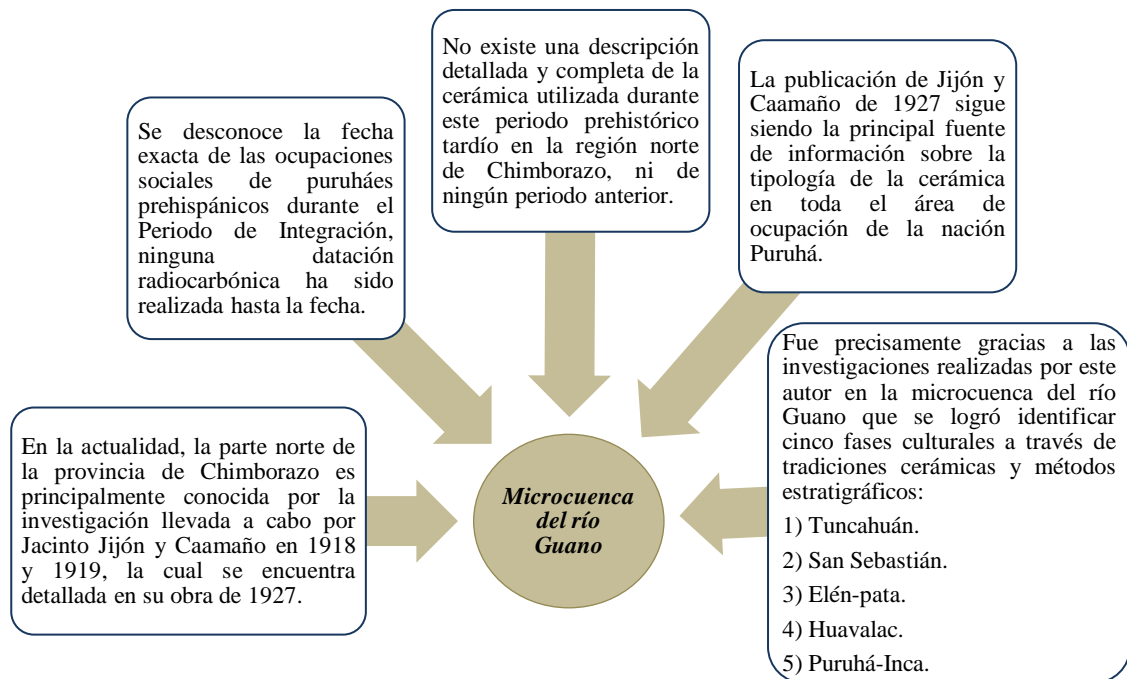 En la actualidad, la parte norte de
la provincia de Chimborazo es
principalmente conocida por la
investigación llevada a cabo por
Jacinto Jijón y Caamaño en 1918
y 1919, la cual se encuentra
detallada en su obra de 1927.
Se desconoce la fecha
exacta de las ocupaciones
sociales de puruháes
prehispánicos durante el
Periodo de Integración,
ninguna datación
radiocarbónica ha sido
realizada hasta la fecha.
No existe una descripción
detallada y completa de la
cerámica utilizada durante
este periodo prehistórico
tardío en la región norte
de Chimborazo, ni de
ningún periodo anterior.
La publicación de Jijón y
Caamaño de 1927 sigue
siendo la principal fuente
de información sobre la
tipología de la cerámica
en toda el área de
ocupación de la nación
Puruhá.
Fue precisamente gracias a las
investigaciones realizadas por este
autor en la microcuenca del río
Guano que se logró identificar
cinco fases culturales a través de
tradiciones cerámicas y métodos
estratigráficos:
1) Tuncahuán.
2) San Sebastián.
3) Elén-pata.
4) Huavalac.
5) Puruhá-Inca.
Microcuenca
del río
Guano